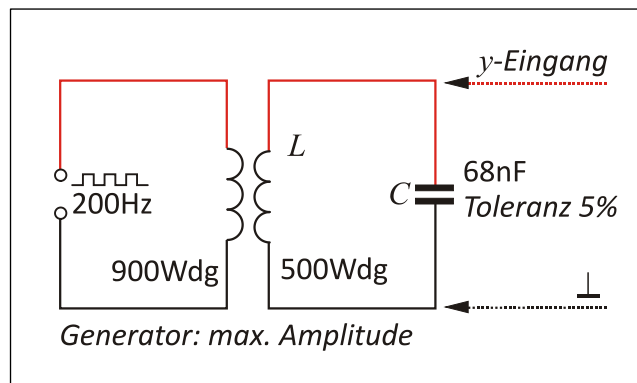 y-Eingang
L
68nF
C
Toleranz 5%
200Hz
900Wdg
500Wdg
Generator: max. Amplitude